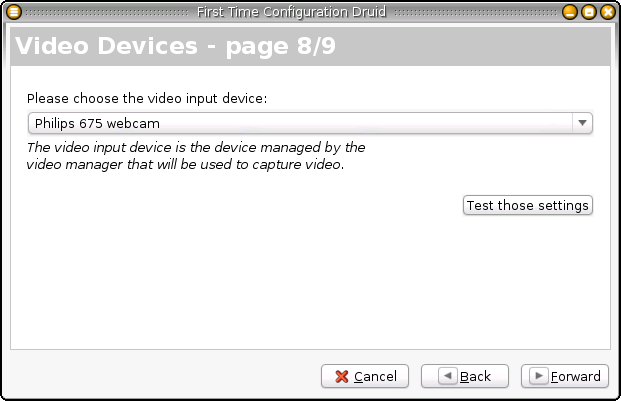 First Time Configuration Druid
Video Devices - page 8/9
Please choose the video input device:
Philips 675 webcam
The video input device is the device managed by the
video manager that will be used to capture video.
Test those settings
Cancel
Back
Forward